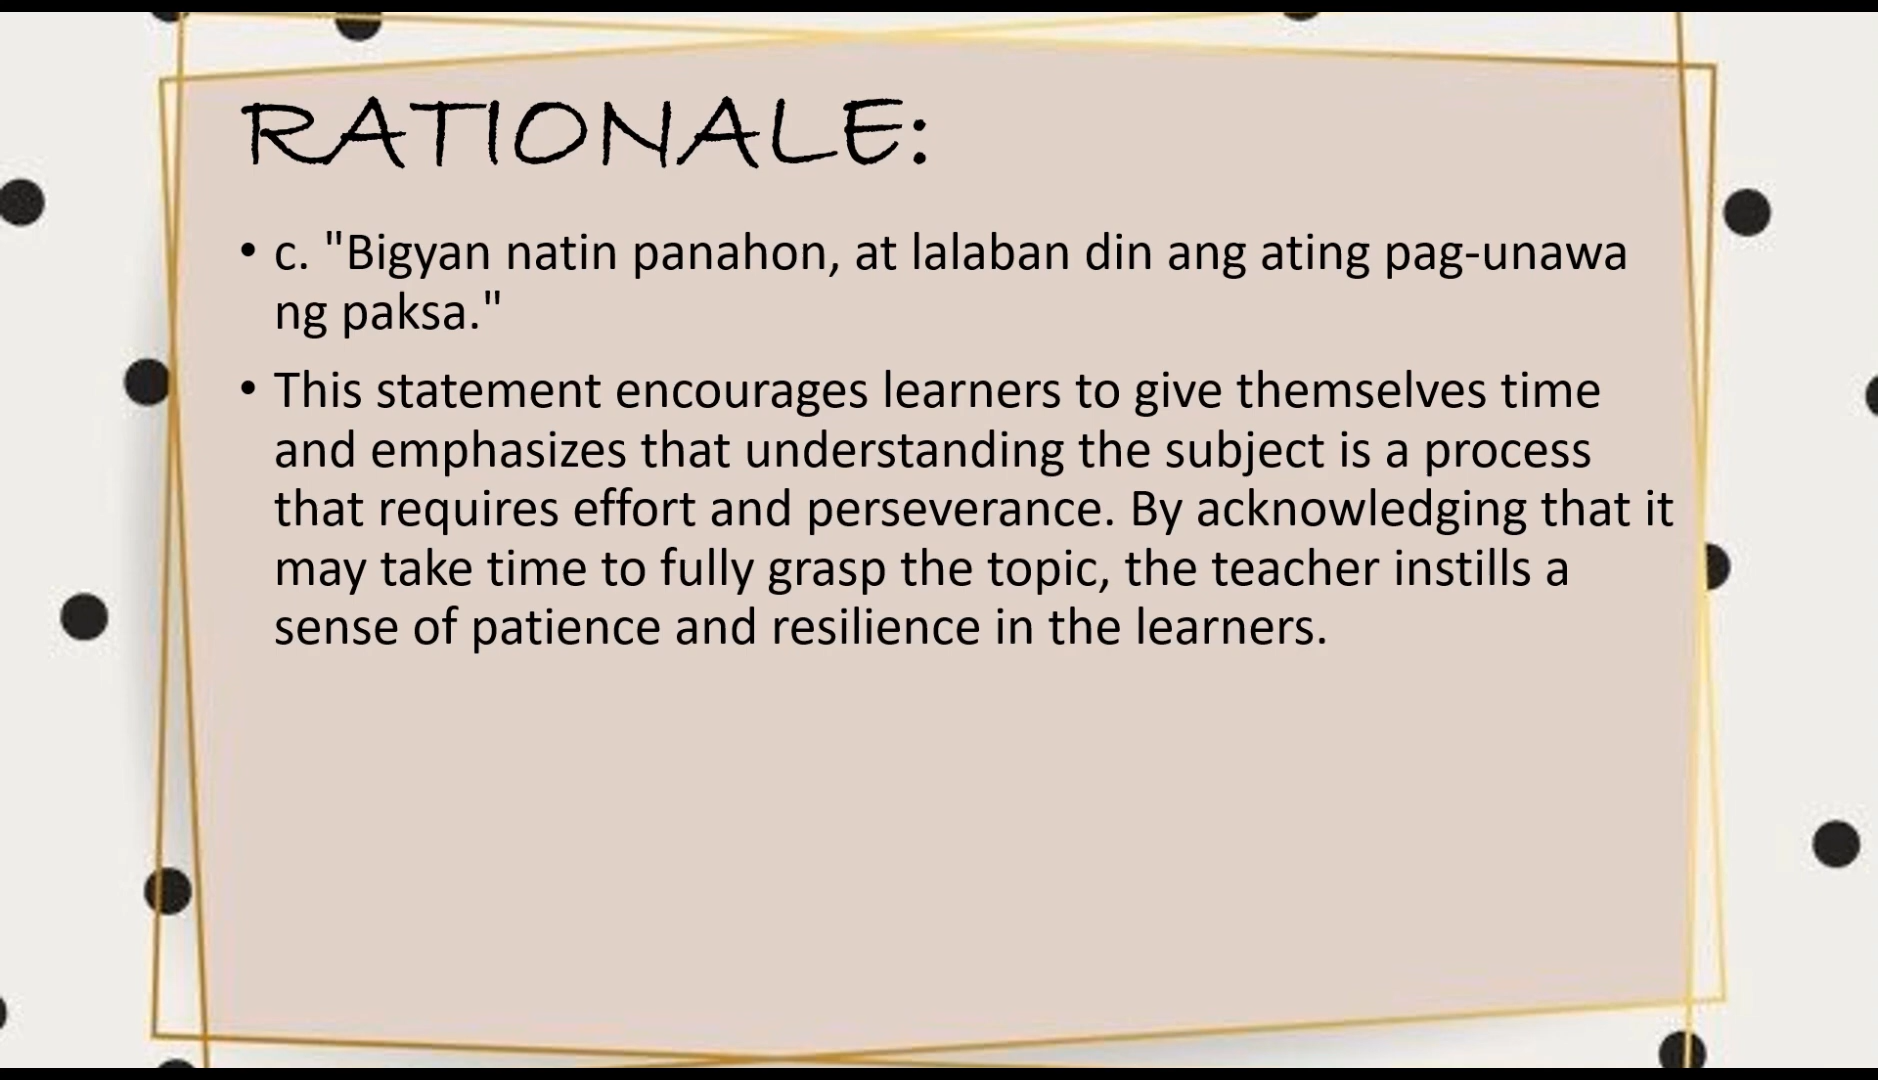 RATIONALE:
• c. "Bigyan natin panahon, at lalaban din ang ating pag-unawa
ng paksa."
• This statement encourages learners to give themselves time
and emphasizes that understanding the subject is a process
that requires effort and perseverance. By acknowledging that it
may take time to fully grasp the topic, the teacher instills a
sense of patience and resilience in the learners.